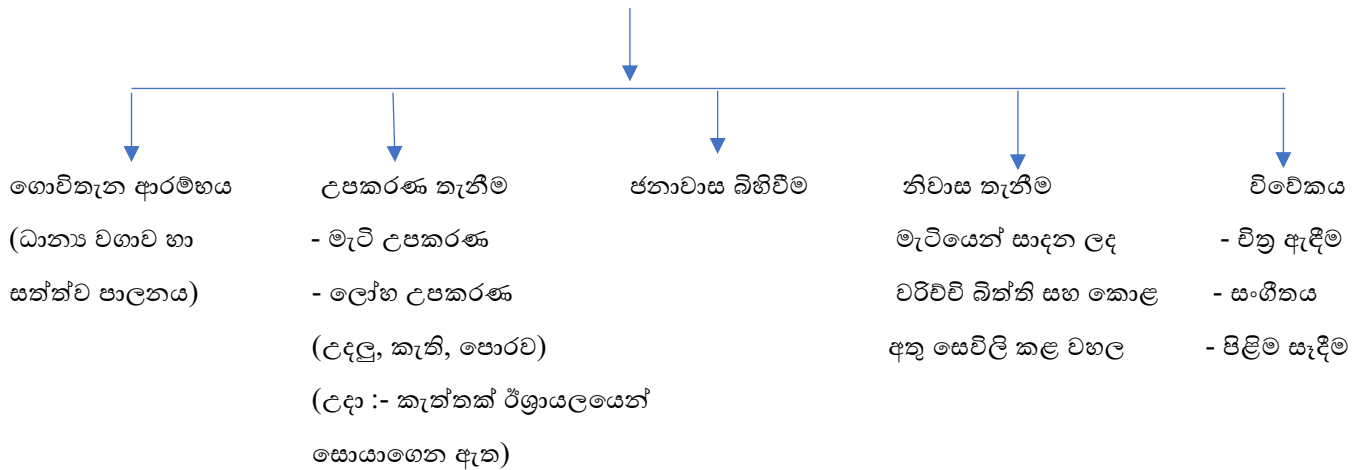 ගොවිතැන ආරම්භය
(ධාන්‍ය වගාව හා
සත්ත්ව පාලනය)
උපකරණ තැනීම
- මැටි උපකරණ
- ලෝහ උපකරණ
(උදලු, කැති, පොරව)
(උදා :- කැත්තක් ඊශ්‍රායලයෙන්
සොයාගෙන ඇත)
ජනාවාස බිහිවීම
නිවාස තැනීම
මැටියෙන් සාදන ලද
වරිච්චි බිත්ති සහ කොළ
අතු සෙවිලි කළ වහල
විවේකය
- චිත්‍ර ඇඳීම
- සංගීතය
- පිළිම සෑදීම